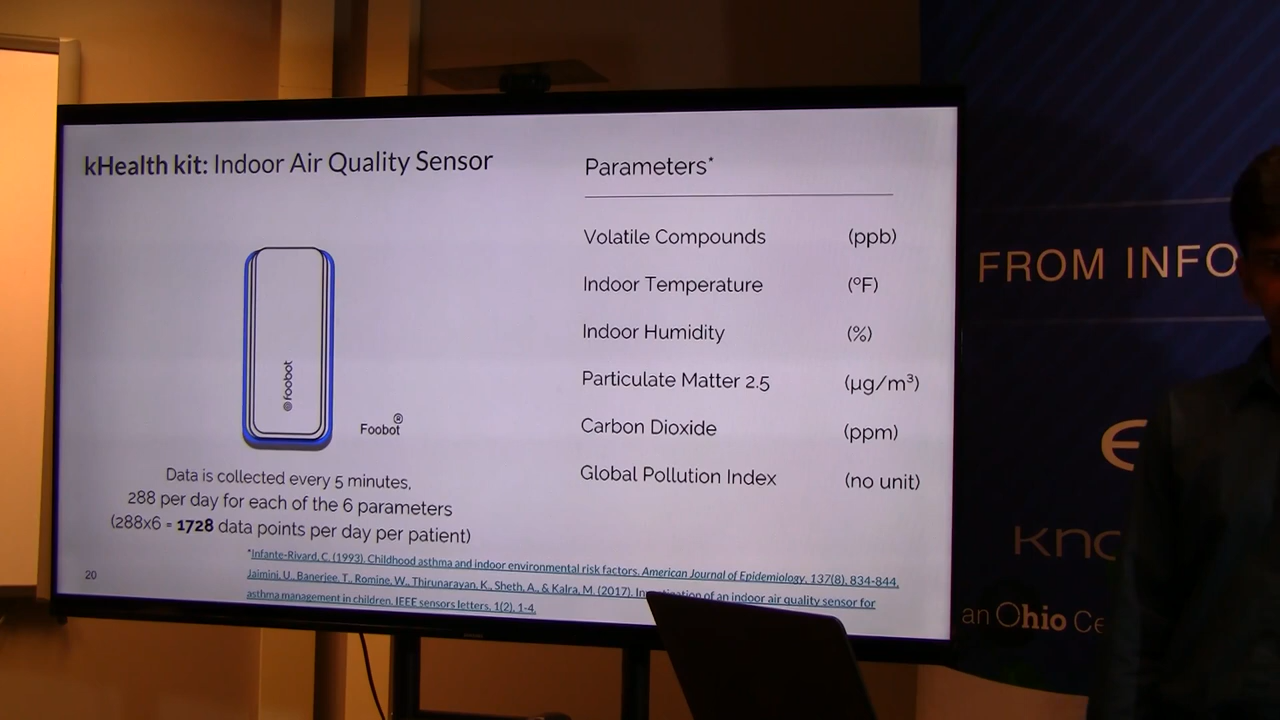 kHealth kit: Indoor Air Quality Sensor
foobot
Foobot®
Data is collected every 5 minutes,
288 per day for each of the 6 parameters
(288x6 = 1728 data points per day per patient)
Parameters*
Volatile Compounds (ppb)
Indoor Temperature (ºF)
Indoor Humidity (%)
Particulate Matter 2.5 (µg/m³)
Carbon Dioxide (ppm)
Global Pollution Index (no unit)
*Infante-Rivard, C. (1993). Childhood asthma and indoor environmental risk factors. American Journal of Epidemiology, 137(8), 834-844.
Jaimini, U., Banerjee, T., Romine, W., Thirunarayan, K., Sheth, A., & Kalra, M. (2017). of an indoor air quality sensor for
asthma management in children. IEEE sensors letters, 1(2), 1-4.
20
FROM INFO
kno
an Ohio Ce